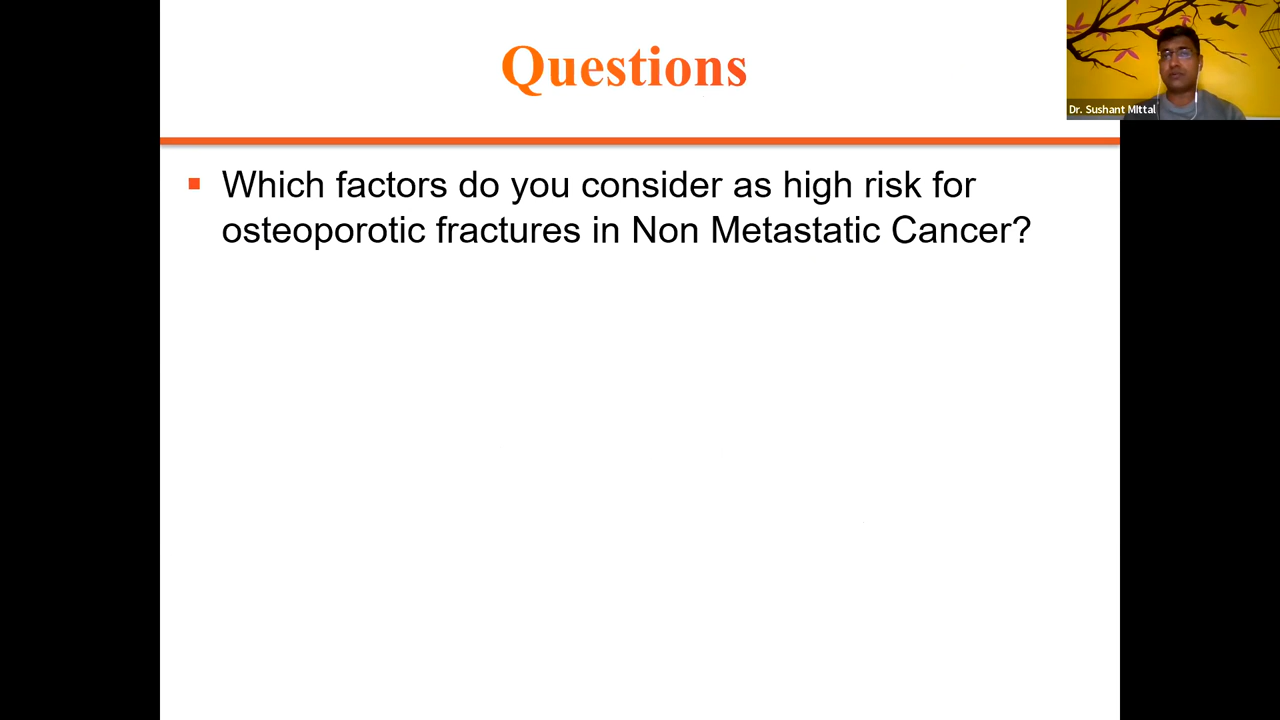 Questions
Dr. Sushant MIttal
Which factors do you consider as high risk for
osteoporotic fractures in Non Metastatic Cancer?